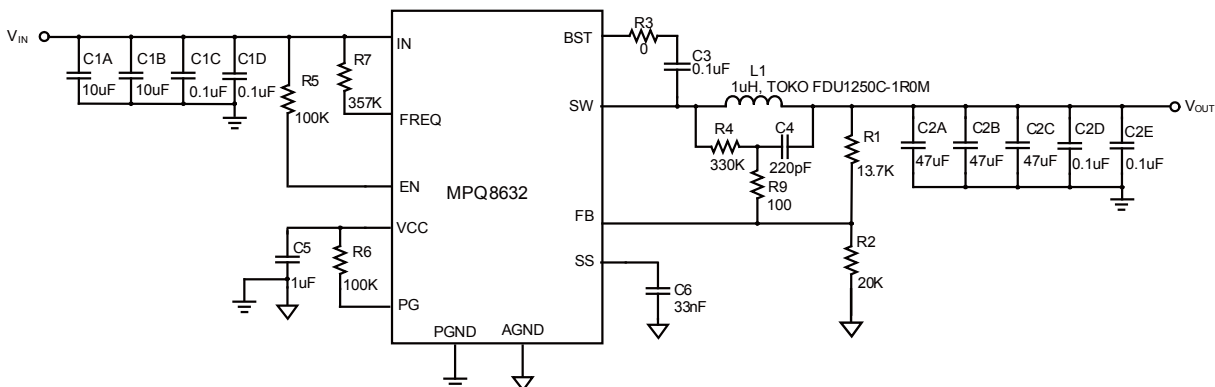 VIN
C1A
10uF
C1B
10uF
C1C
0.1uF
C1D
0.1uF
R5
100K
R7
357K
IN
FREQ
EN
VCC
PG
PGND
AGND
MPQ8632
BST
SW
FB
SS
C5
1uF
R6
100K
R3
0
C3
0.1uF
L1
1uH, TOKO FDU1250C-1R0M
R4
330K
C4
220pF
R9
100
R1
13.7K
R2
20K
C6
33nF
C2A
47uF
C2B
47uF
C2C
47uF
C2D
0.1uF
C2E
0.1uF
VOUT